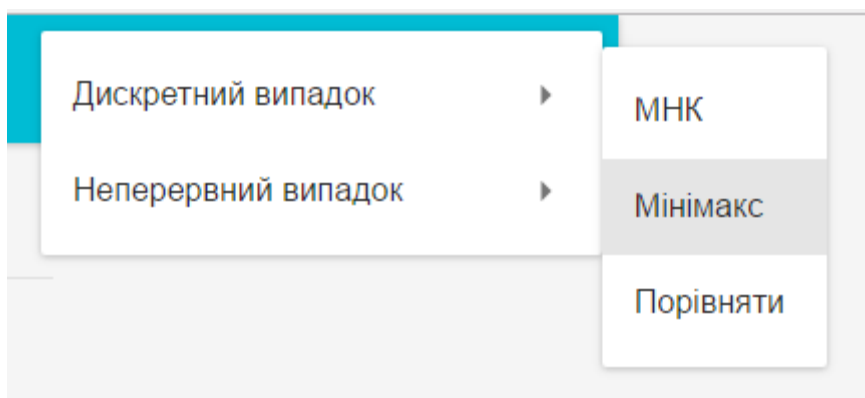 Дискретний випадок
Неперервний випадок
МНК
Мінімакс
Порівняти